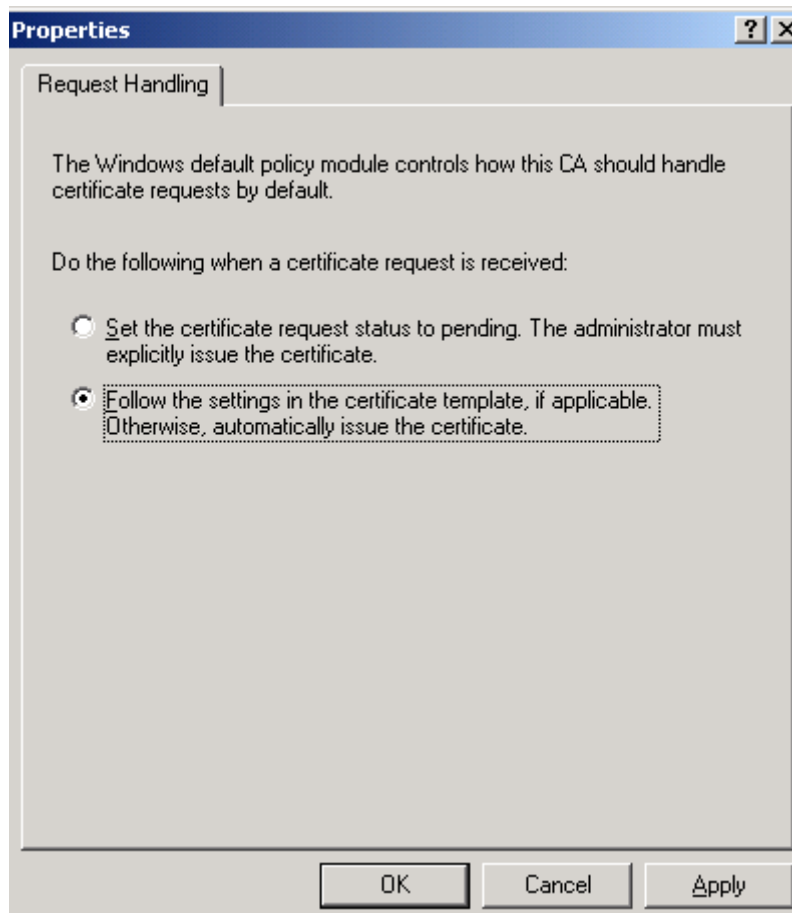 Properties
Request Handling
The Windows default policy module controls how this CA should handle
certificate requests by default.
Do the following when a certificate request is received:
Set the certificate request status to pending. The administrator must
explicitly issue the certificate.
Follow the settings in the certificate template, if applicable.
Otherwise, automatically issue the certificate.
OK Cancel Apply